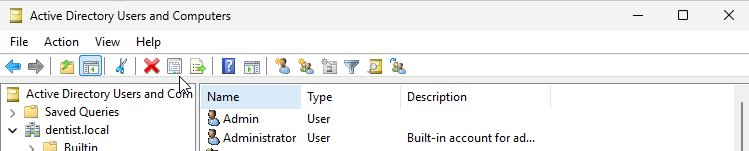 Active Directory Users and Computers
File Action View Help
Active Directory Users and Com
Name Type Description
Saved Queries
Admin User
dentist.local
Administrator User Built-in account for ad...
Builtin